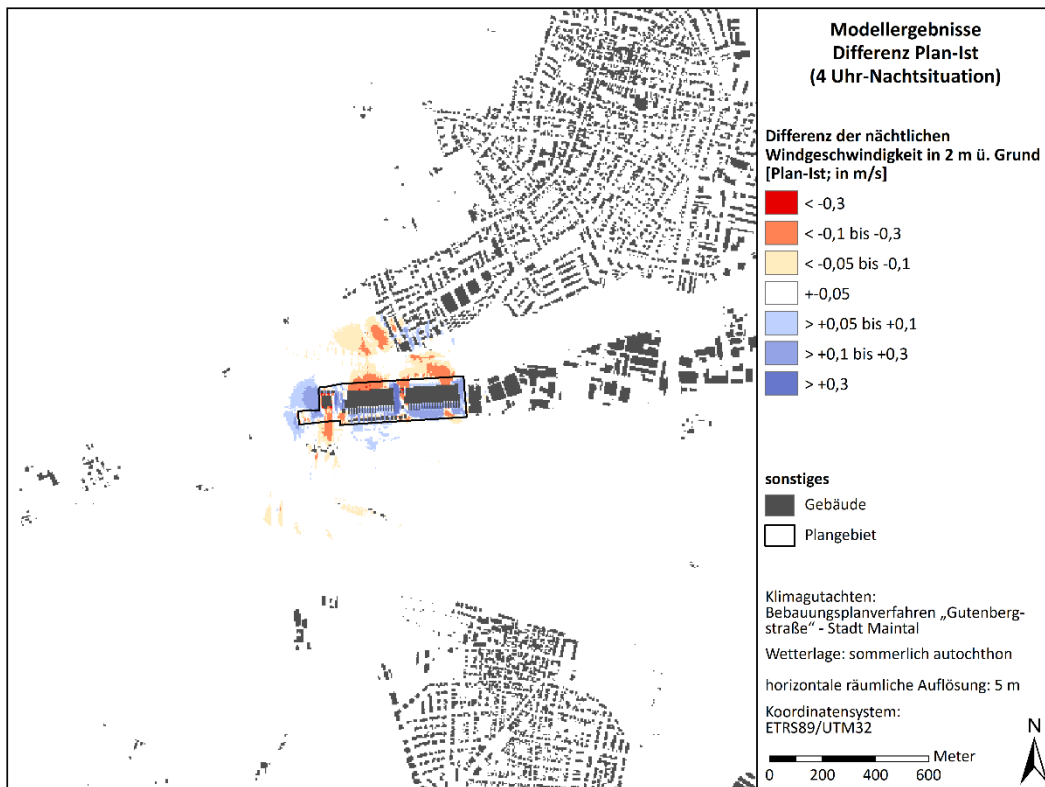 Modellergebnisse
Differenz Plan-Ist
(4 Uhr-Nachtsituation)
Differenz der nächtlichen
Windgeschwindigkeit in 2 m ü. Grund
[Plan-Ist; in m/s]
< -0,3
< -0,1 bis -0,3
< -0,05 bis -0,1
+-0,05
> +0,05 bis +0,1
> +0,1 bis +0,3
> +0,3
sonstiges
Gebäude
Plangebiet
Klimagutachten:
Bebauungsplanverfahren „Gutenberg-
straße“ - Stadt Maintal
Wetterlage: sommerlich autochthon
horizontale räumliche Auflösung: 5 m
Koordinatensystem:
ETRS89/UTM32
N
Meter
0 200 400 600